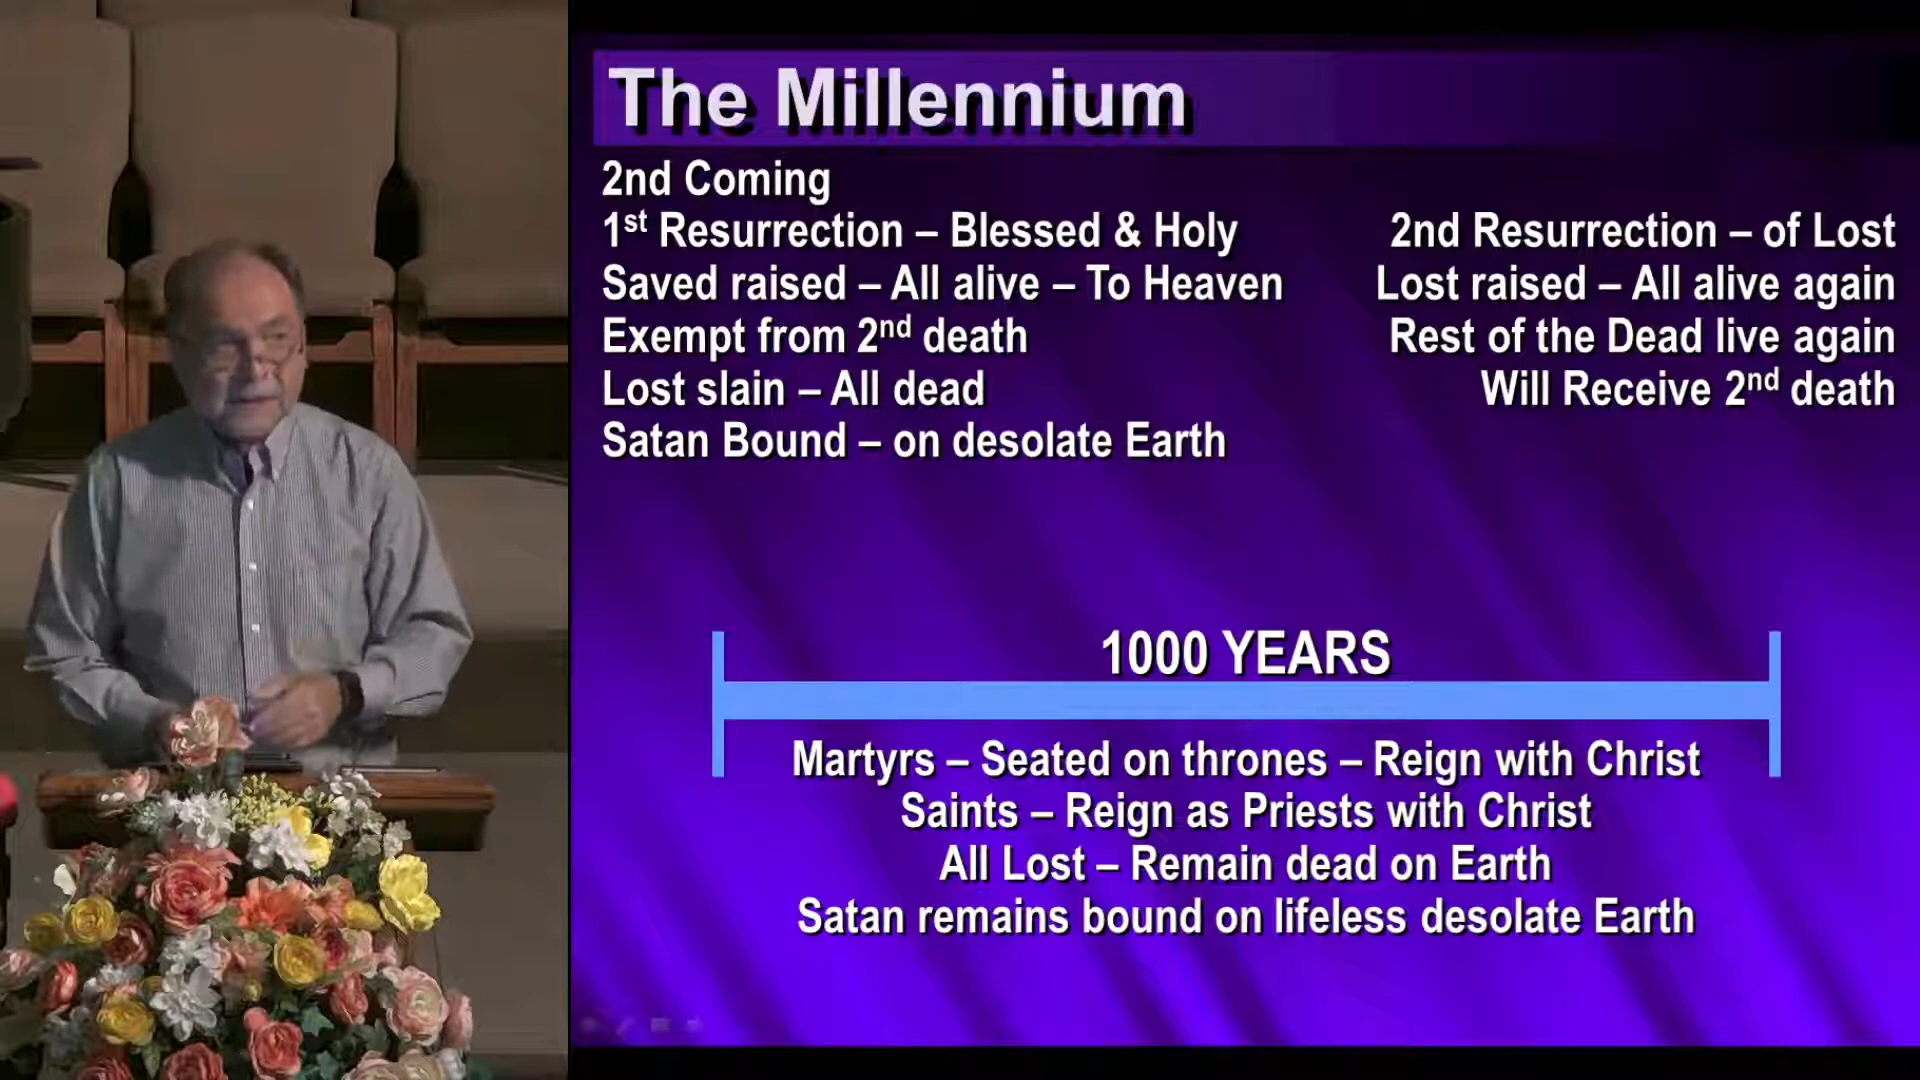 The Millennium
2nd Coming
1st Resurrection – Blessed & Holy
Saved raised – All alive – To Heaven
Exempt from 2nd death
Lost slain – All dead
Satan Bound – on desolate Earth
2nd Resurrection – of Lost
Lost raised – All alive again
Rest of the Dead live again
Will Receive 2nd death
1000 YEARS
Martyrs – Seated on thrones – Reign with Christ
Saints – Reign as Priests with Christ
All Lost – Remain dead on Earth
Satan remains bound on lifeless desolate Earth